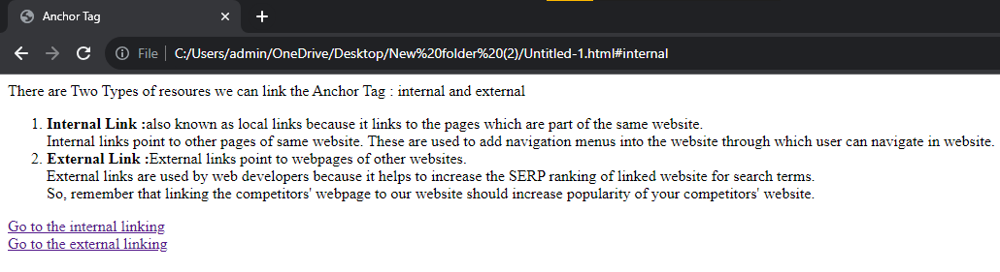 Anchor Tag
File | C:/Users/admin/OneDrive/Desktop/New%20folder%20(2)/Untitled-1.html#internal
There are Two Types of resoures we can link the Anchor Tag : internal and external
1. Internal Link :also known as local links because it links to the pages which are part of the same website.
Internal links point to other pages of same website. These are used to add navigation menus into the website through which user can navigate in website.
2. External Link :External links point to webpages of other websites.
External links are used by web developers because it helps to increase the SERP ranking of linked website for search terms.
So, remember that linking the competitors' webpage to our website should increase popularity of your competitors' website.
Go to the internal linking
Go to the external linking